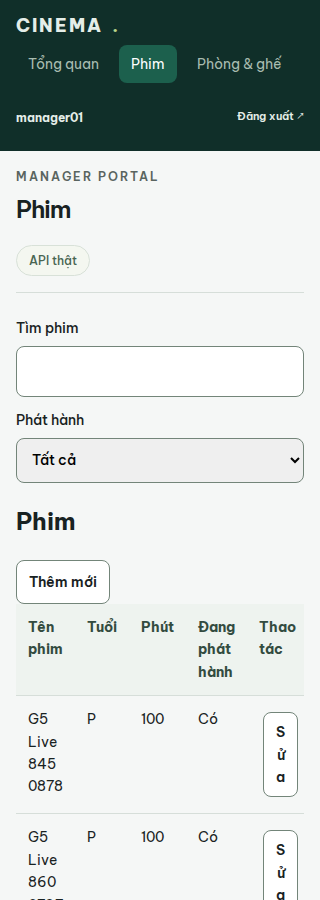 CINEMA .
Tổng quan Phim Phòng & ghế
manager01 Đăng xuất ↗
MANAGER PORTAL
Phim
API thật
Tìm phim
Phát hành
Tất cả
Phim
Thêm mới
Tên phim Tuổi Phút Đang phát hành Thao tác
G5 Live 845 0878 P 100 Có Sửa
G5 Live 860 P 100 Có Sửa